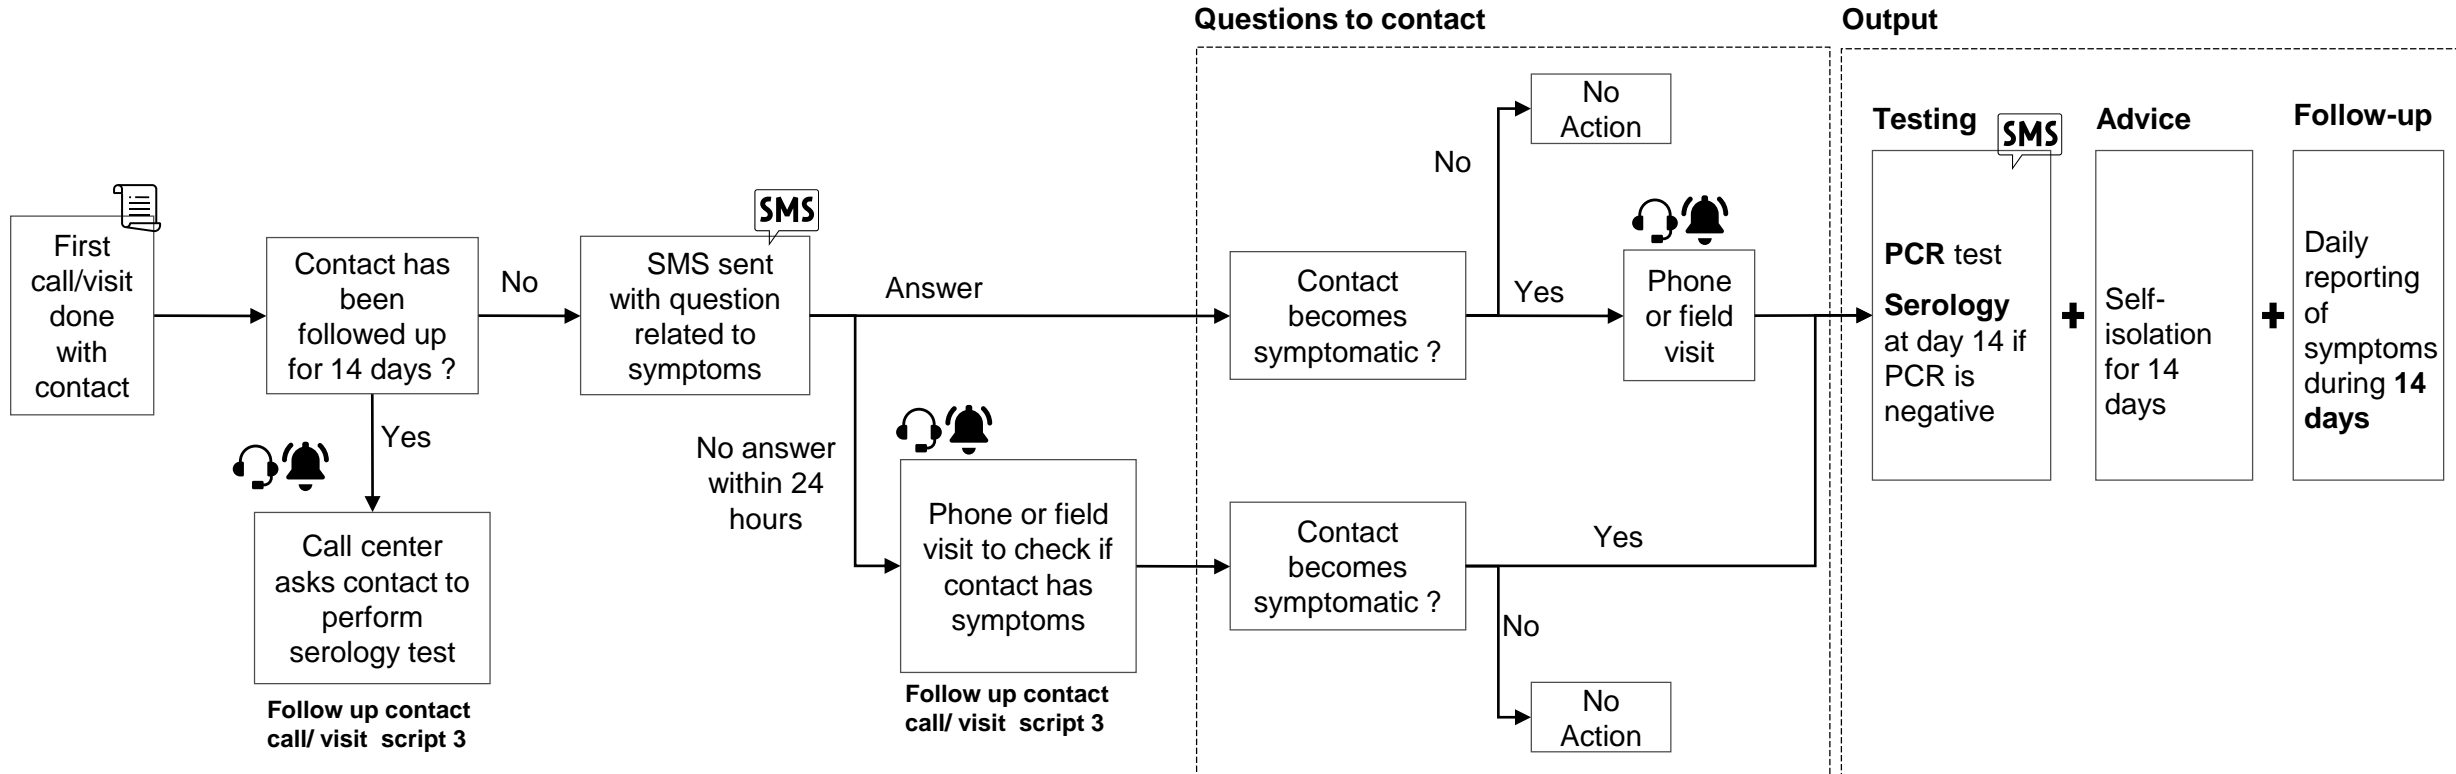 Questions to contact
Output
First
call/visit
done
with
contact
Contact has
been
followed up
for 14 days ?
No
Yes
Call center
asks contact to
perform
serology test
Follow up contact
call/ visit  script 3
SMS
SMS sent
with question
related to
symptoms
Answer
No answer
within 24
hours
Phone or field
visit to check if
contact has
symptoms
Follow up contact
call/ visit  script 3
Contact
becomes
symptomatic ?
No
No
Action
Yes
Phone
or field
visit
Contact
becomes
symptomatic ?
Yes
No
No
Action
Testing
SMS
PCR test
Serology
at day 14 if
PCR is
negative
+
Advice
Self-
isolation
for 14
days
+
Follow-up
Daily
reporting
of
symptoms
during 14
days